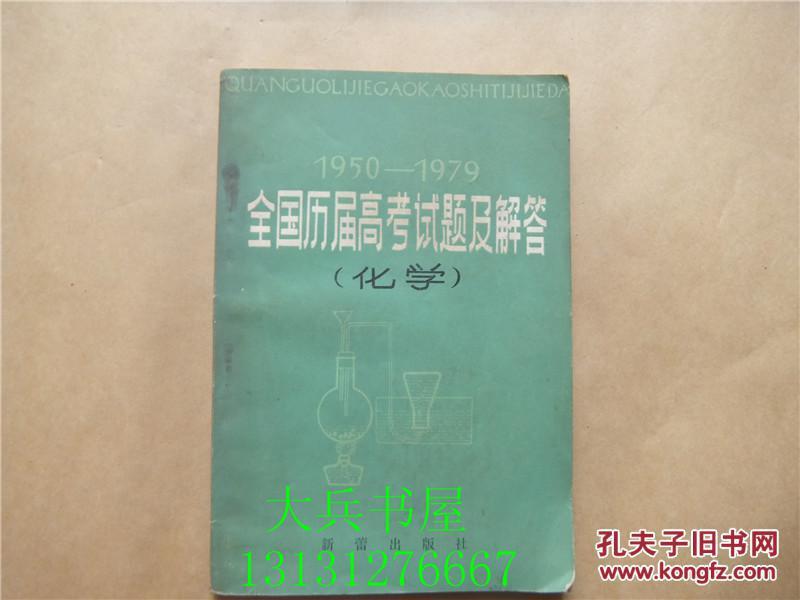 QUANGUOLIJIEGAOKAOSHITIJIJIEDA
1950—1979
全国历届高考试题及解答
(化学)
大兵书屋
新蕾出版社
13131276667
孔夫子旧书网
www.kongfz.com